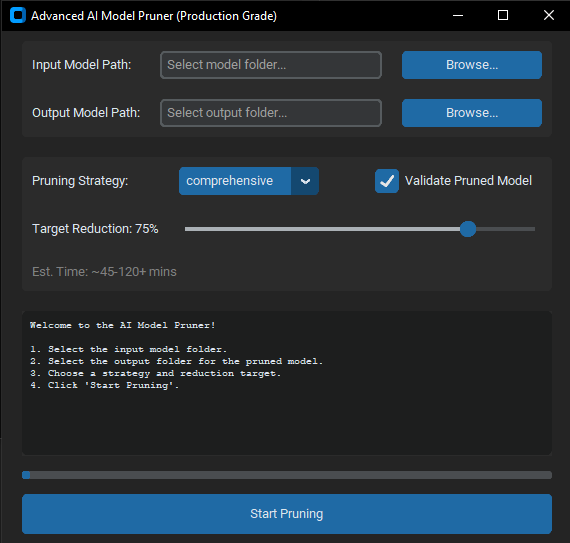 Advanced AI Model Pruner (Production Grade)
Input Model Path: Select model folder... Browse...
Output Model Path: Select output folder... Browse...
Pruning Strategy: comprehensive Validate Pruned Model
Target Reduction: 75%
Est. Time: ~45-120+ mins
Welcome to the AI Model Pruner!
1. Select the input model folder.
2. Select the output folder for the pruned model.
3. Choose a strategy and reduction target.
4. Click 'Start Pruning'.
Start Pruning